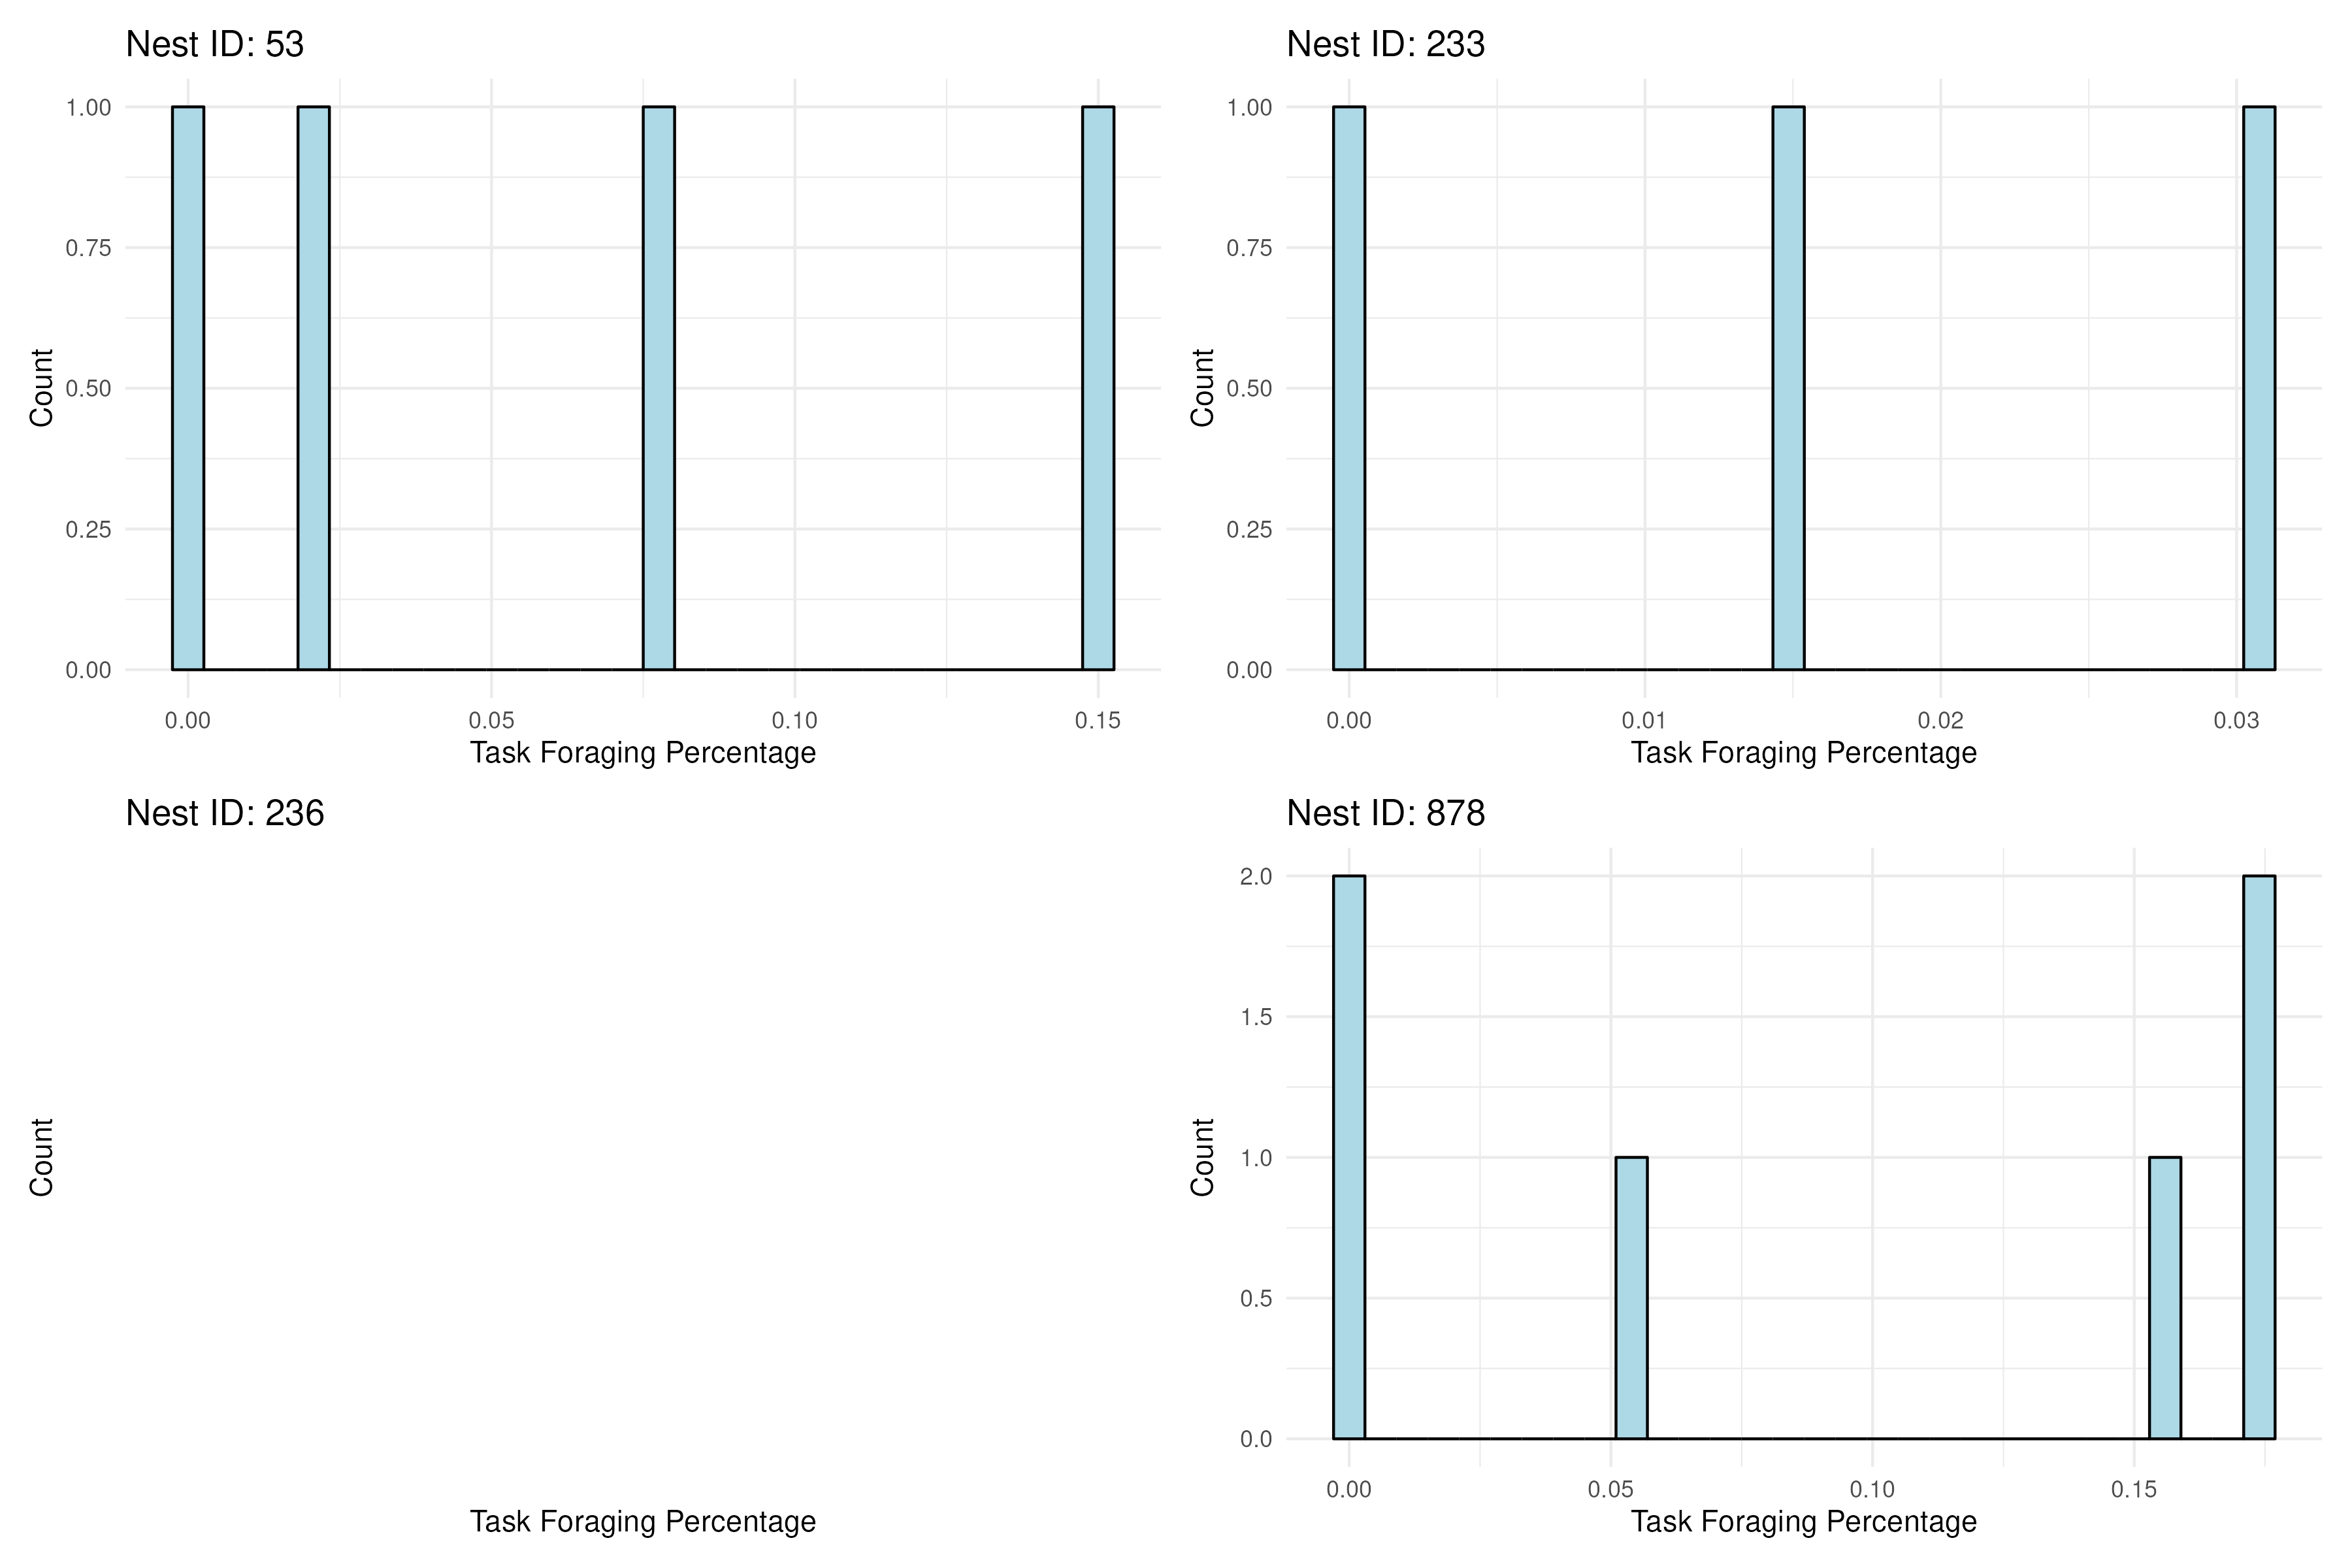 Nest ID: 53
1.00
0.75
0.50
0.25
0.00
Count
0.00 0.05 0.10 0.15
Task Foraging Percentage
Nest ID: 233
1.00
0.75
0.50
0.25
0.00
Count
0.00 0.01 0.02 0.03
Task Foraging Percentage
Nest ID: 236
Count
Task Foraging Percentage
Nest ID: 878
2.0
1.5
1.0
0.5
0.0
Count
0.00 0.05 0.10 0.15
Task Foraging Percentage